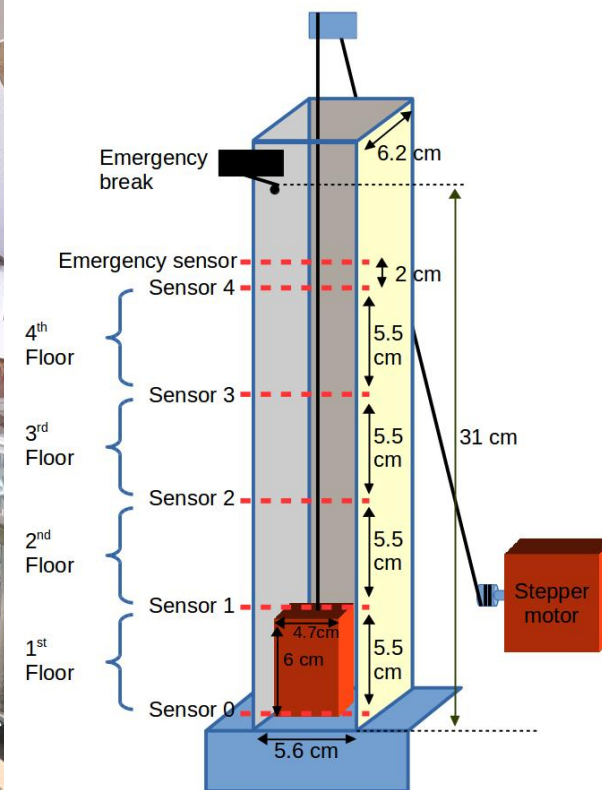 Emergency
break
6.2 cm
Emergency sensor
2 cm
Sensor 4
4th
Floor
5.5
cm
Sensor 3
3rd
Floor
5.5
cm
31 cm
Sensor 2
2nd
Floor
5.5
cm
Sensor 1
Stepper
motor
4.7cm
1st
Floor
6 cm
5.5
cm
Sensor 0
5.6 cm